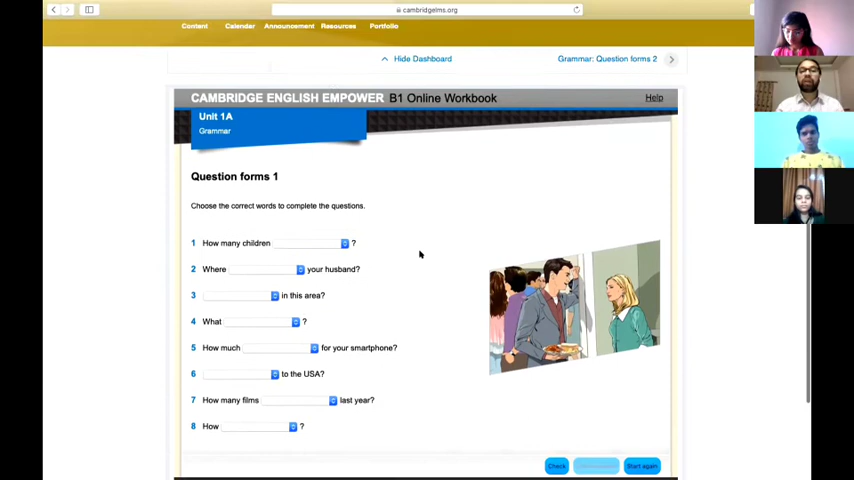 cambridgelms.org
Content Calendar Announcement Resources Portfolio
Hide Dashboard Grammar: Question forms 2
CAMBRIDGE ENGLISH EMPOWER B1 Online Workbook Help
Unit 1A
Grammar
Question forms 1
Choose the correct words to complete the questions.
1 How many children ?
2 Where your husband?
3 in this area?
4 What ?
5 How much for your smartphone?
6 to the USA?
7 How many films last year?
8 How ?
Check Start again